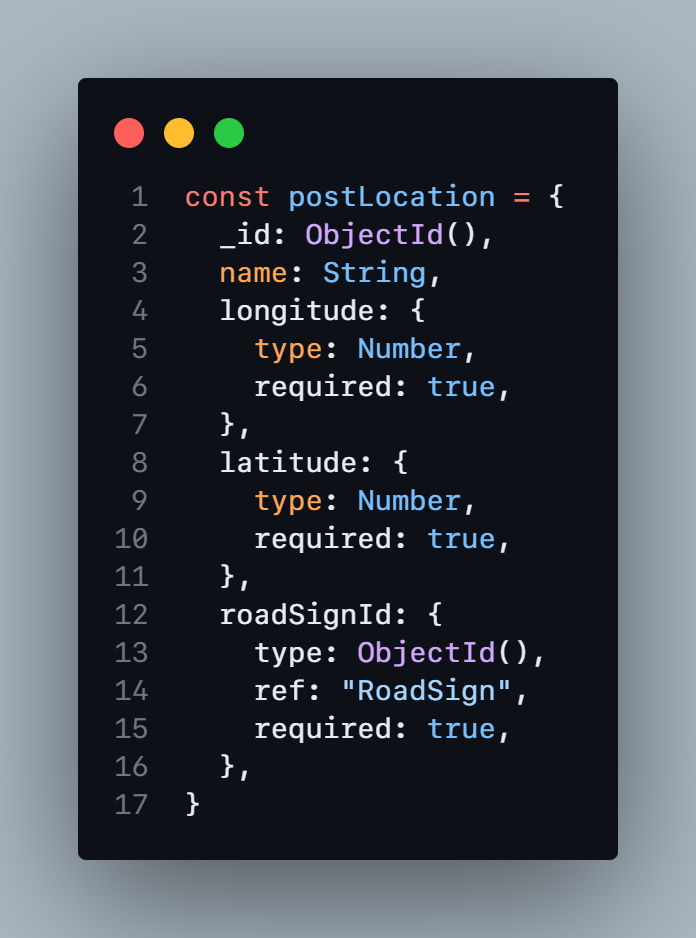 1 const postLocation = {
2   _id: ObjectId(),
3   name: String,
4   longitude: {
5     type: Number,
6     required: true,
7   },
8   latitude: {
9     type: Number,
10     required: true,
11   },
12   roadSignId: {
13     type: ObjectId(),
14     ref: "RoadSign",
15     required: true,
16   },
17 }